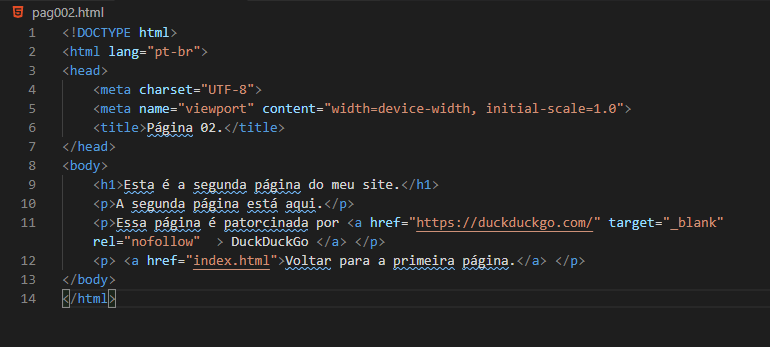 pag002.html
1 <!DOCTYPE html>
2 <html lang="pt-br">
3 <head>
4     <meta charset="UTF-8">
5     <meta name="viewport" content="width=device-width, initial-scale=1.0">
6     <title>Página 02.</title>
7 </head>
8 <body>
9     <h1>Esta é a segunda página do meu site.</h1>
10     <p>A segunda página está aqui.</p>
11     <p>Essa página é patorcinada por <a href="https://duckduckgo.com/" target="_blank"
rel="nofollow"  > DuckDuckGo </a> </p>
12     <p> <a href="index.html">Voltar para a primeira página.</a> </p>
13 </body>
14 </html>